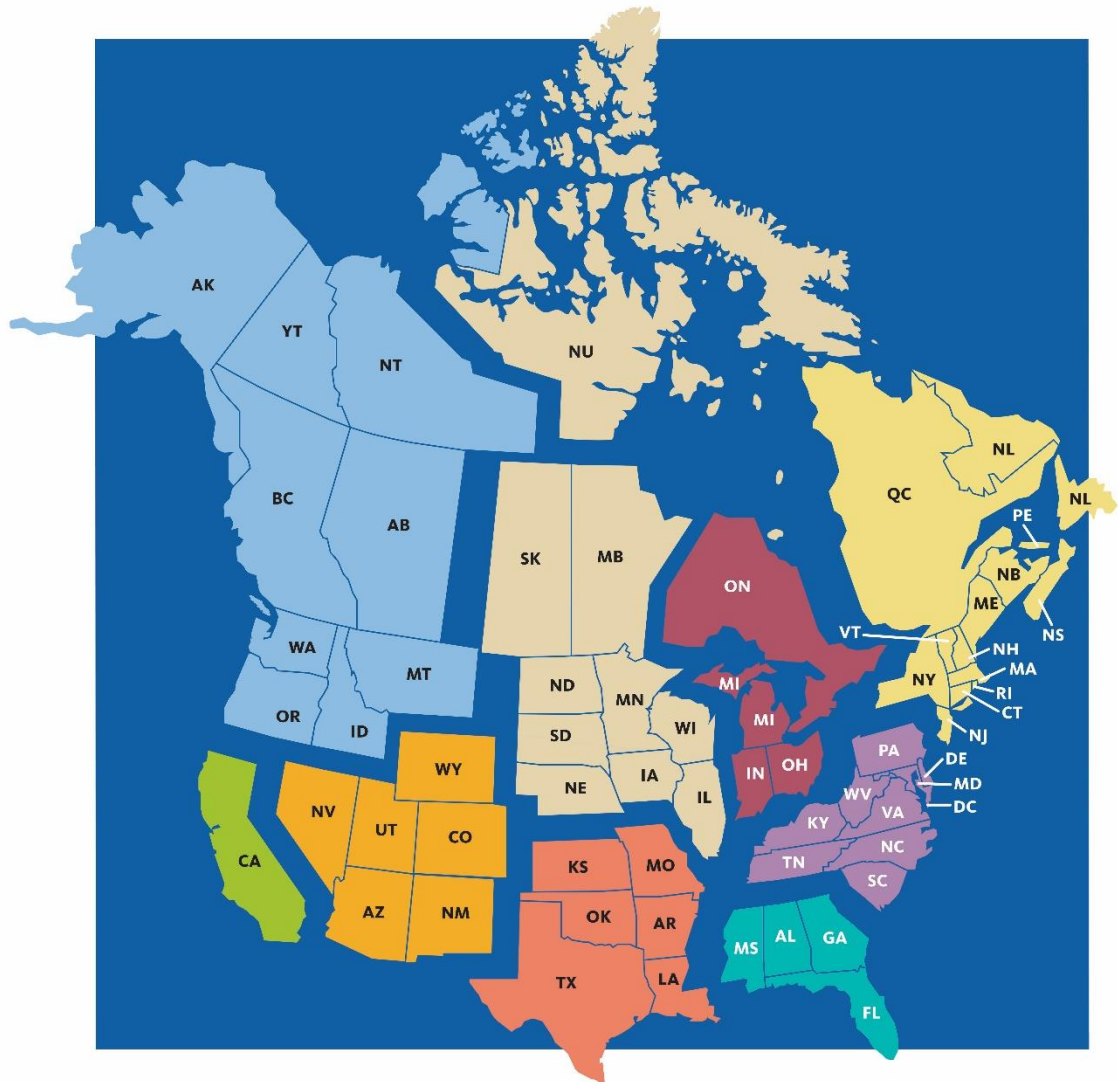 AK
YT
NT
NU
BC
AB
SK
MB
ON
QC
NL
NL
PE
NB
ME
NS
VT
NH
MA
NY
RI
CT
NJ
WA
MT
OR
ID
ND
MN
MI
MI
SD
WI
NE
IA
IL
IN
OH
PA
DE
MD
DC
WV
VA
KY
NC
TN
SC
WY
NV
UT
CO
CA
AZ
NM
KS
MO
OK
AR
TX
LA
MS
AL
GA
FL